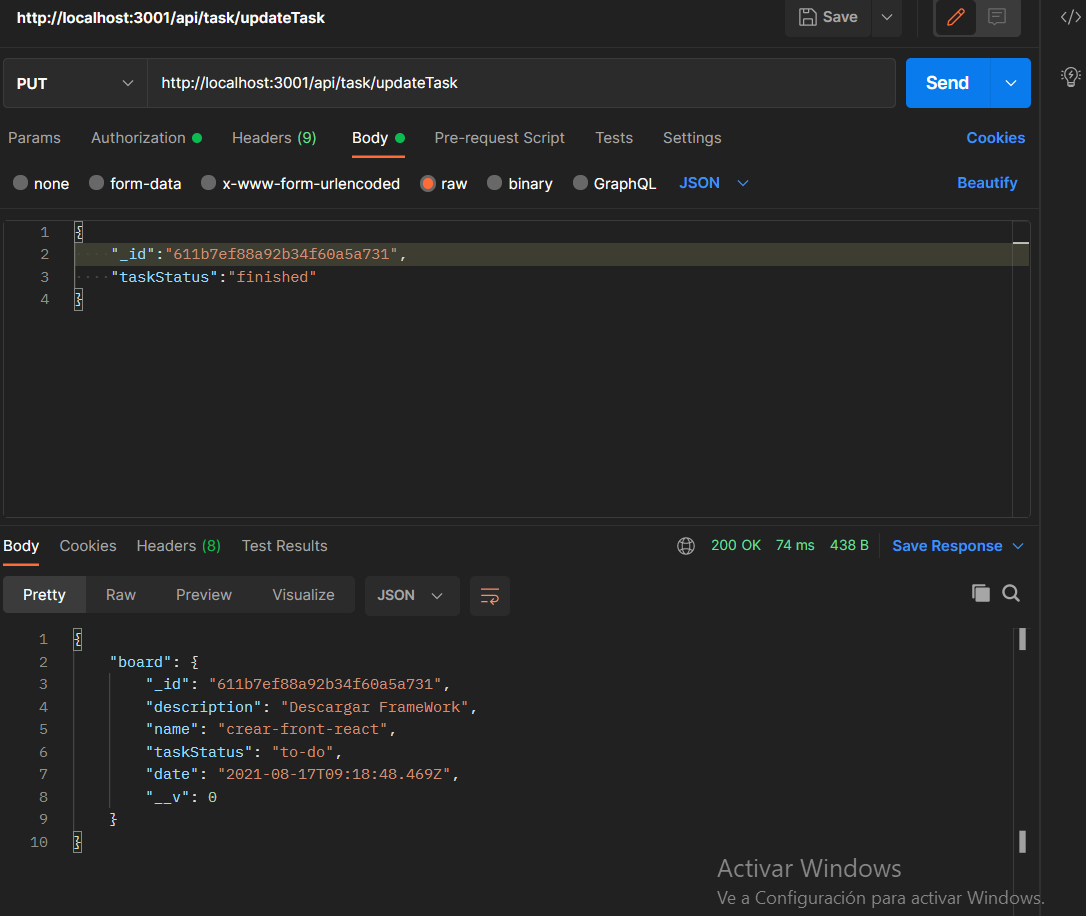 http://localhost:3001/api/task/updateTask
Save
PUT
http://localhost:3001/api/task/updateTask
Send
Params Authorization Headers (9) Body Pre-request Script Tests Settings Cookies
none form-data x-www-form-urlencoded raw binary GraphQL JSON Beautify
1 {
2 "_id":"611b7ef88a92b34f60a5a731",
3 "taskStatus":"finished"
4 }
Body Cookies Headers (8) Test Results 200 OK 74 ms 438 B Save Response
Pretty Raw Preview Visualize JSON
1 {
2 "board": {
3 "_id": "611b7ef88a92b34f60a5a731",
4 "description": "Descargar FrameWork",
5 "name": "crear-front-react",
6 "taskStatus": "to-do",
7 "date": "2021-08-17T09:18:48.469Z",
8 "__v": 0
9 }
10 }
Activar Windows
Ve a Configuración para activar Windows.